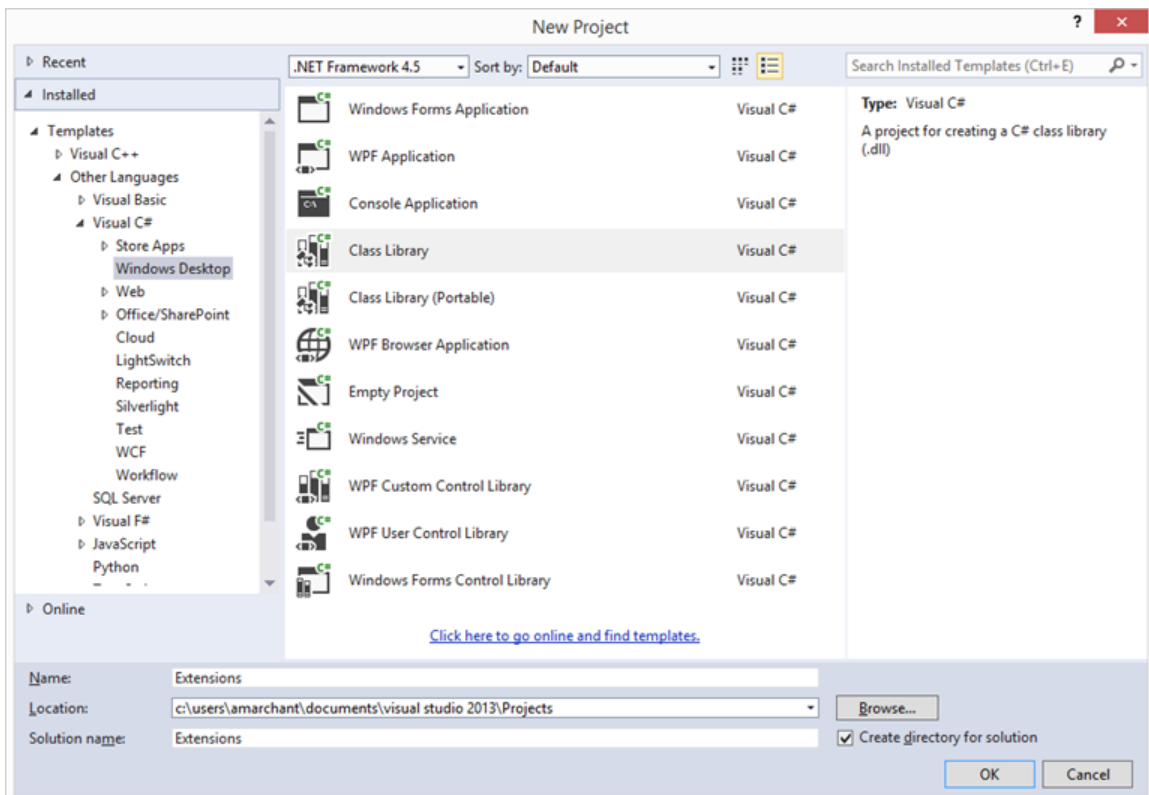 New Project
?
Recent
.NET Framework 4.5
Sort by: Default
Search Installed Templates (Ctrl+E)
Installed
Templates
Visual C++
Other Languages
Visual Basic
Visual C#
Store Apps
Windows Desktop
Web
Office/SharePoint
Cloud
LightSwitch
Reporting
Silverlight
Test
WCF
Workflow
SQL Server
Visual F#
JavaScript
Python
Online
Windows Forms Application Visual C#
WPF Application Visual C#
Console Application Visual C#
Class Library Visual C#
Class Library (Portable) Visual C#
WPF Browser Application Visual C#
Empty Project Visual C#
Windows Service Visual C#
WPF Custom Control Library Visual C#
WPF User Control Library Visual C#
Windows Forms Control Library Visual C#
Click here to go online and find templates.
Type: Visual C#
A project for creating a C# class library
(.dll)
Name: Extensions
Location: c:\users\amarchant\documents\visual studio 2013\Projects
Browse...
Solution name: Extensions
Create directory for solution
OK
Cancel